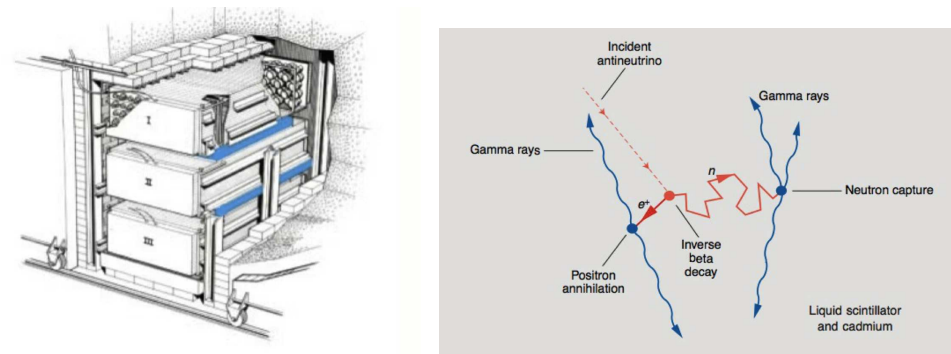 I
II
III
Incident
antineutrino
Gamma rays
Gamma rays
n
Neutron capture
e+
Inverse
beta
decay
Positron
annihilation
Liquid scintillator
and cadmium